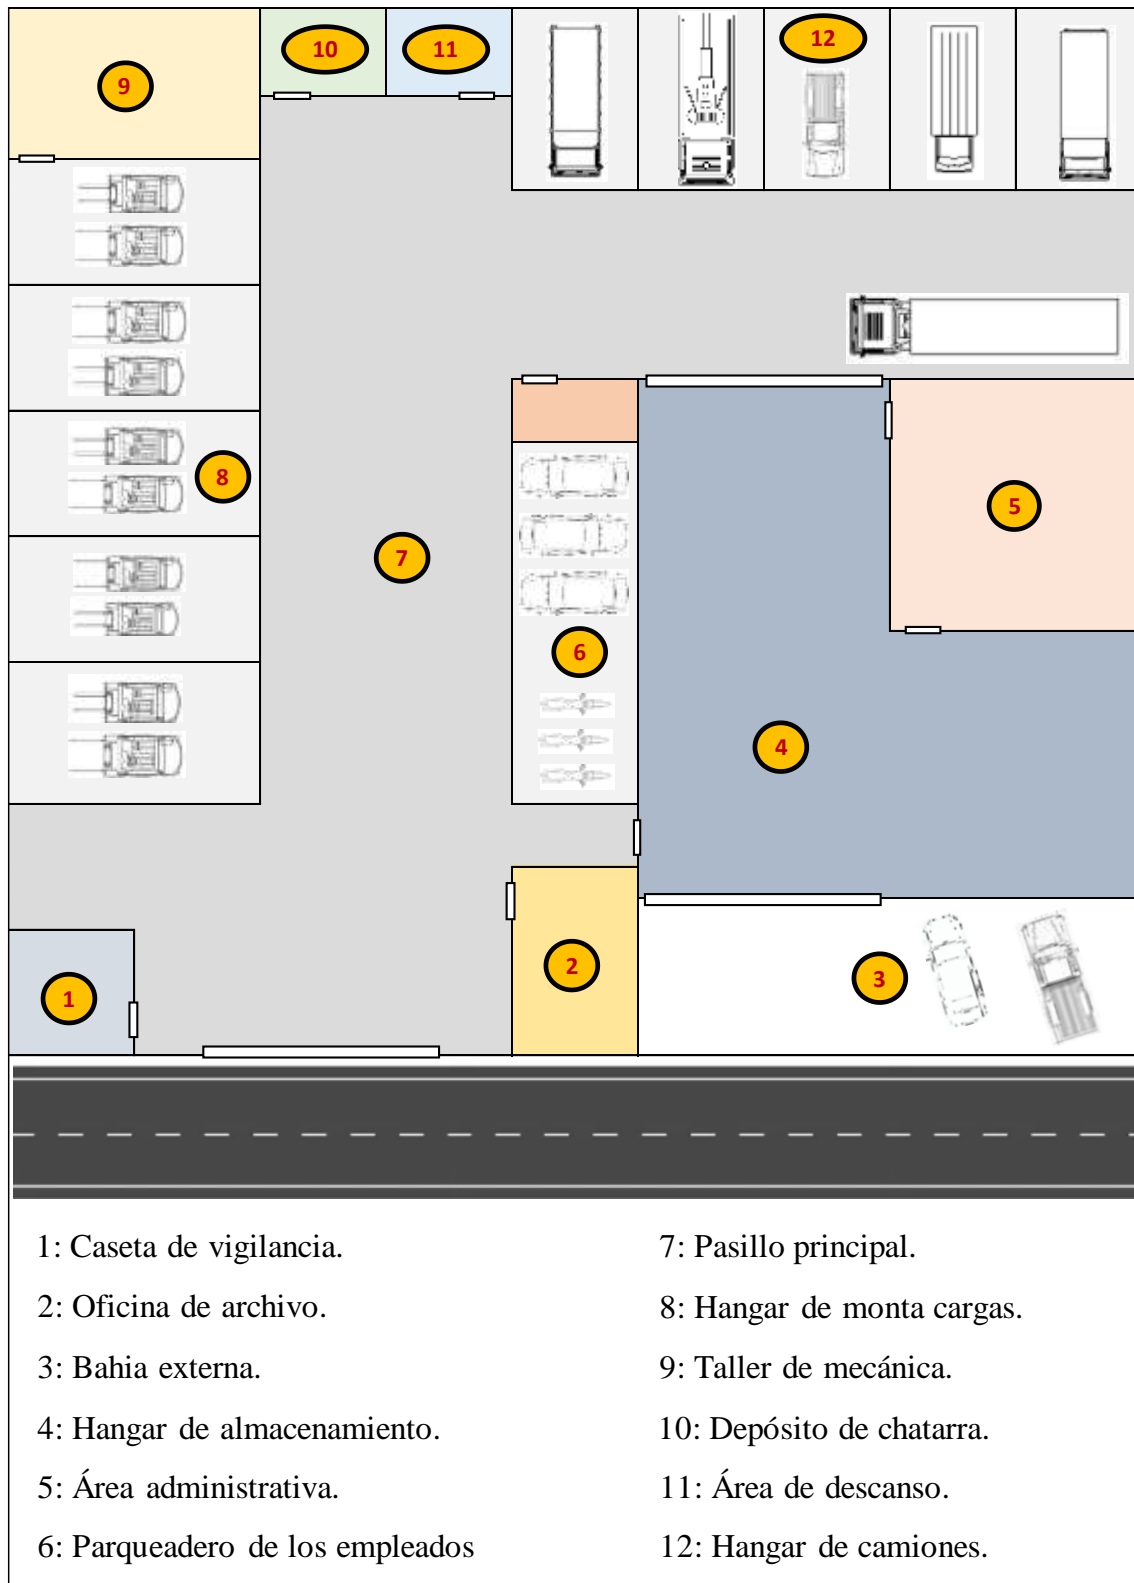 10
11
12
9
8
5
7
6
4
2
3
1
1: Caseta de vigilancia.
2: Oficina de archivo.
3: Bahia externa.
4: Hangar de almacenamiento.
5: Área administrativa.
6: Parqueadero de los empleados
7: Pasillo principal.
8: Hangar de monta cargas.
9: Taller de mecánica.
10: Depósito de chatarra.
11: Área de descanso.
12: Hangar de camiones.